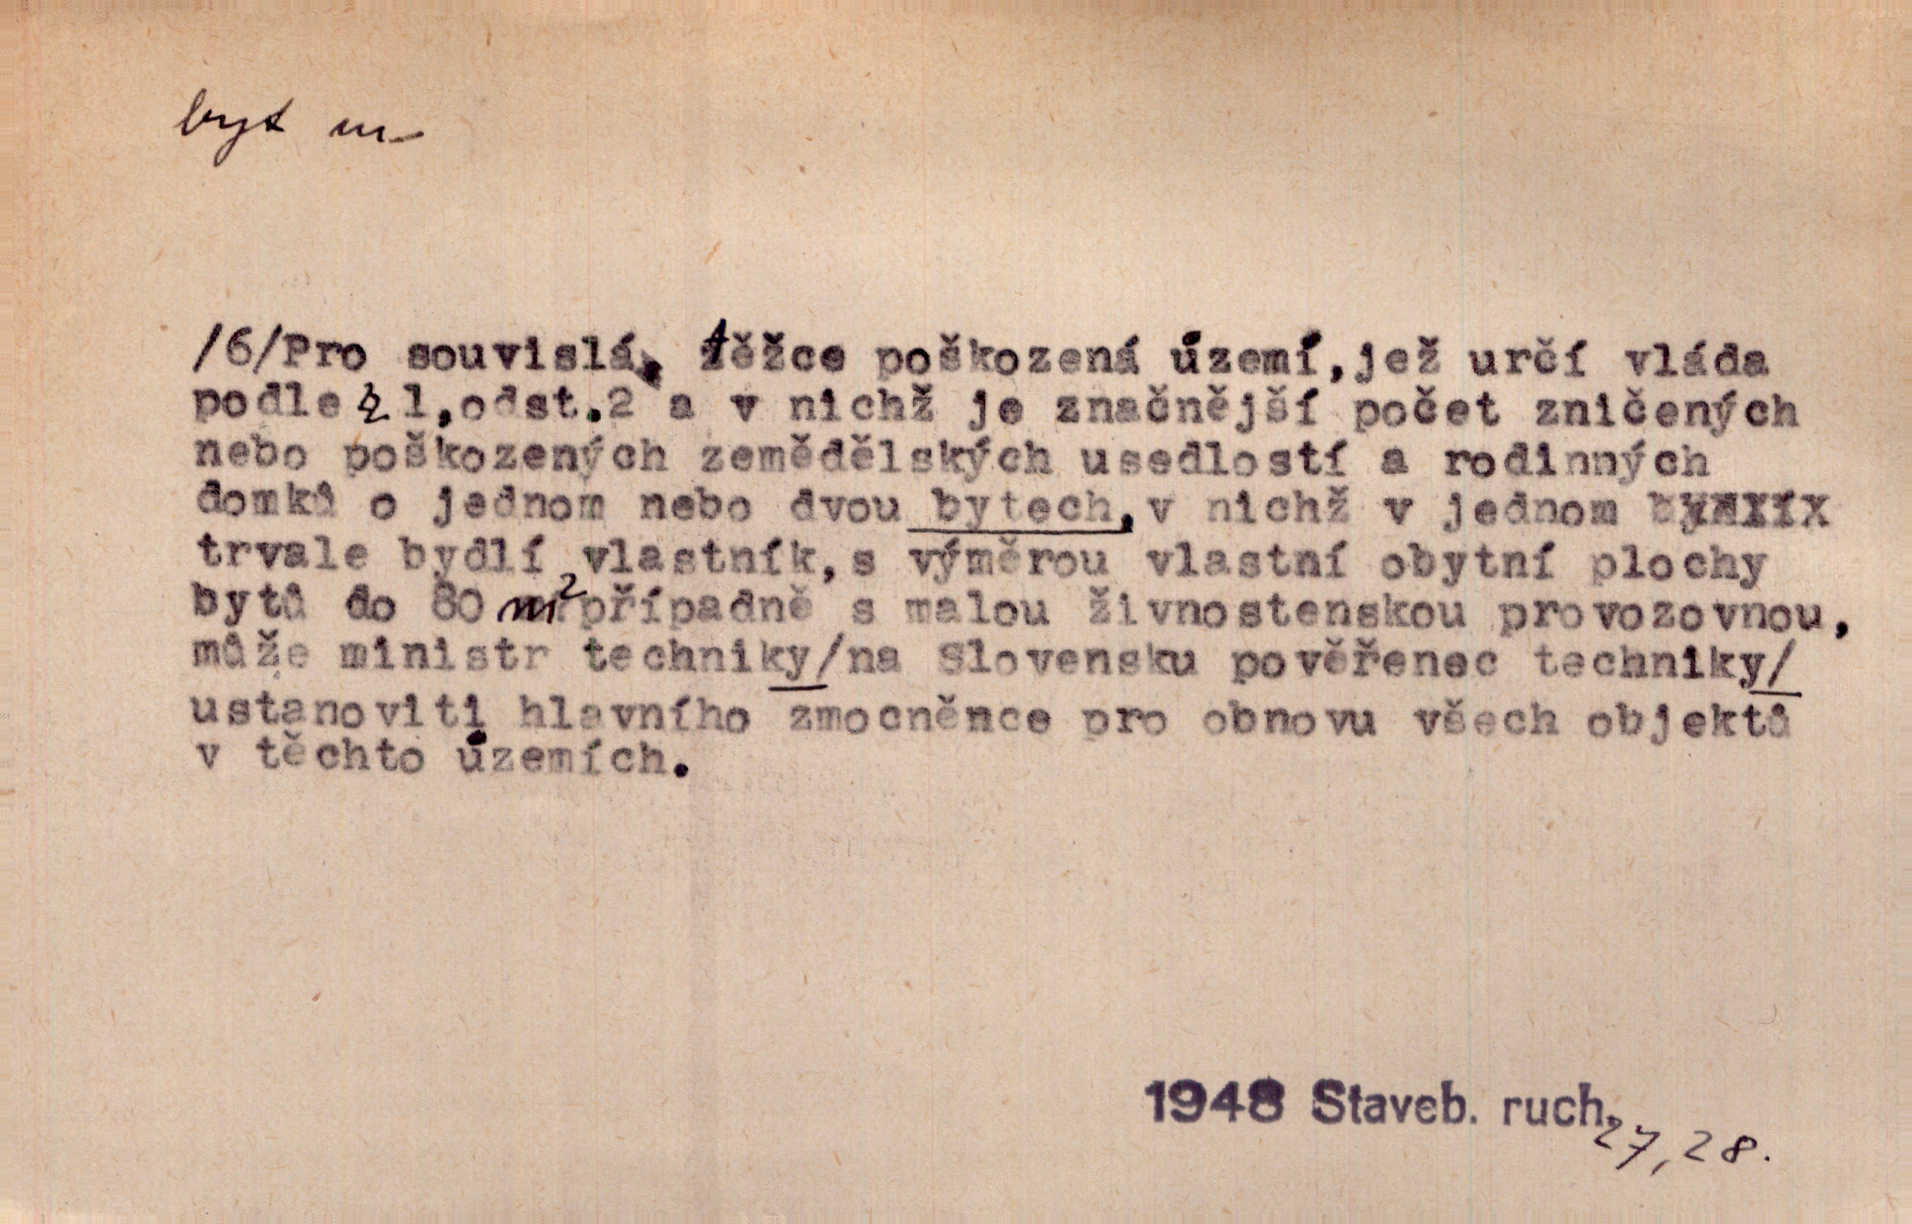 byt m
/6/Pro souvislá, těžce poškozená území,jež určí vláda
podle § 1,odst.2 a v nichž je značnější počet zničených
nebo poškozených zemědělských usedlostí a rodinných
domků o jednom nebo dvou bytech,v nichž v jednom
trvale bydlí vlastník,s výměrou vlastní obytní plochy
bytů do 80 m² případně s malou živnostenskou provozovnou,
může ministr techniky/na Slovensku pověřenec techniky/
ustanoviti hlavního zmocněnce pro obnovu všech objektů
v těchto územích.
1948 Staveb. ruch.
27, 28.